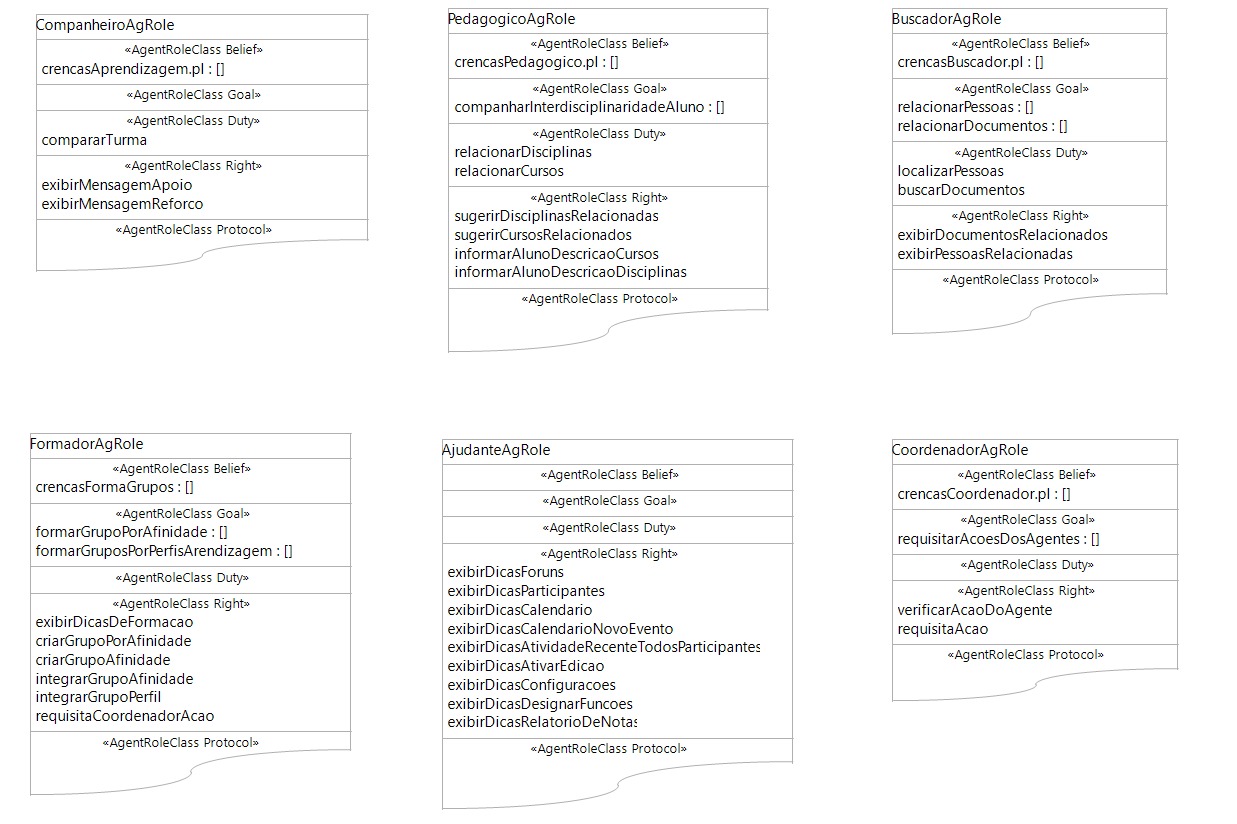 CompanheiroAgRole
«AgentRoleClass Belief»
crencasAprendizagem.pl : []
«AgentRoleClass Goal»
«AgentRoleClass Duty»
compararTurma
«AgentRoleClass Right»
exibirMensagemApoio
exibirMensagemReforco
«AgentRoleClass Protocol»
PedagogicoAgRole
«AgentRoleClass Belief»
crencasPedagogico.pl : []
«AgentRoleClass Goal»
companharInterdisciplinaridadeAluno : []
«AgentRoleClass Duty»
relacionarDisciplinas
relacionarCursos
«AgentRoleClass Right»
sugerirDisciplinasRelacionadas
sugerirCursosRelacionados
informarAlunoDescricaoCursos
informarAlunoDescricaoDisciplinas
«AgentRoleClass Protocol»
BuscadorAgRole
«AgentRoleClass Belief»
crencasBuscador.pl : []
«AgentRoleClass Goal»
relacionarPessoas : []
relacionarDocumentos : []
«AgentRoleClass Duty»
localizarPessoas
buscarDocumentos
«AgentRoleClass Right»
exibirDocumentosRelacionados
exibirPessoasRelacionadas
«AgentRoleClass Protocol»
FormadorAgRole
«AgentRoleClass Belief»
crencasFormaGrupos : []
«AgentRoleClass Goal»
formarGrupoPorAfinidade : []
formarGruposPorPerfisArendizagem : []
«AgentRoleClass Duty»
«AgentRoleClass Right»
exibirDicasDeFormacao
criarGrupoPorAfinidade
criarGrupoAfinidade
integrarGrupoAfinidade
integrarGrupoPerfil
requisitaCoordenadorAcao
«AgentRoleClass Protocol»
AjudanteAgRole
«AgentRoleClass Belief»
«AgentRoleClass Goal»
«AgentRoleClass Duty»
«AgentRoleClass Right»
exibirDicasForuns
exibirDicasParticipantes
exibirDicasCalendario
exibirDicasCalendarioNovoEvento
exibirDicasAtividadeRecenteTodosParticipantes
exibirDicasAtivarEdicao
exibirDicasConfiguracoes
exibirDicasDesignarFuncoes
exibirDicasRelatorioDeNotas
«AgentRoleClass Protocol»
CoordenadorAgRole
«AgentRoleClass Belief»
crencasCoordenador.pl : []
«AgentRoleClass Goal»
requisitarAcoesDosAgentes : []
«AgentRoleClass Duty»
«AgentRoleClass Right»
verificarAcaoDoAgente
requisitaAcao
«AgentRoleClass Protocol»